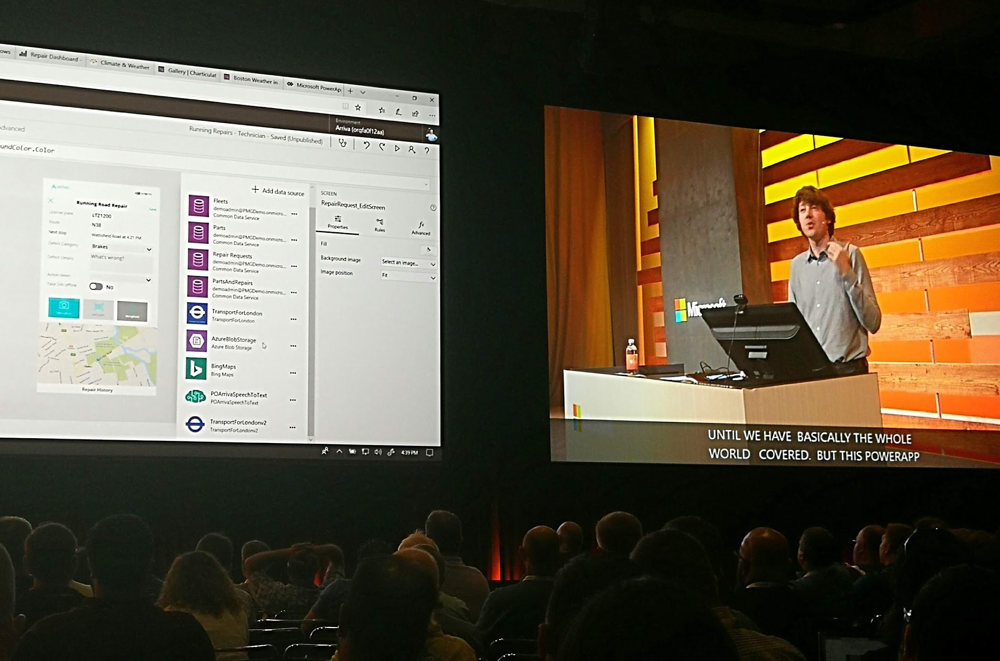 ows
Repair Dashboard -
Climate & Weather
Gallery | Charticulat
Boston Weather in
Microsoft PowerAp
Environment
Arriva (orqfa0f12aa)
Advanced
Running Repairs - Technician - Saved (Unpublished)
undColor.Color
arriva
Running Road Repair
Save
License plate
LTZ1200
Route
N38
Next stop
Wattisfield Road at 4:21 PM
Defect Category
Brakes
Defect Details
What's wrong?
Action taken
Take 24h offline
No
Take a photo
Microphone
Repair History
Add data source
Fleets
demoadmin@PMGDemo.onmicro...
Common Data Service
Parts
demoadmin@PMGDemo.onmicro...
Common Data Service
Repair Requests
demoadmin@PMGDemo.onmicro...
Common Data Service
PartsAndRepairs
demoadmin@PMGDemo.onmicro...
Common Data Service
TransportForLondon
TransportForLondon
AzureBlobStorage
Azure Blob Storage
BingMaps
Bing Maps
POArrivaSpeechToText
POArrivaSpeechToText
TransportForLondonv2
TransportForLondonv2
SCREEN
RepairRequest_EditScreen
Properties
Rules
Advanced
Fill
Background image
Select an image...
Image position
Fit
4:39 PM
Microsoft
UNTIL WE HAVE BASICALLY THE WHOLE
WORLD COVERED. BUT THIS POWERAPP